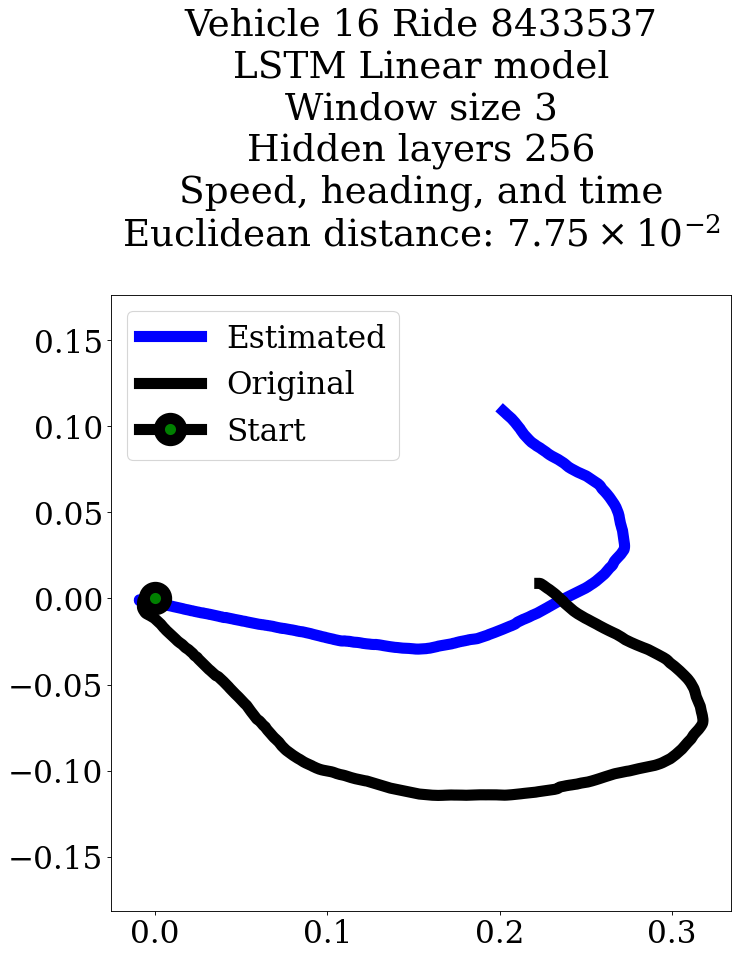 Vehicle 16 Ride 8433537
LSTM Linear model
Window size 3
Hidden layers 256
Speed, heading, and time
Euclidean distance: 7.75 × 10⁻²
Estimated
Original
Start
0.15
0.10
0.05
0.00
−0.05
−0.10
−0.15
0.0 0.1 0.2 0.3